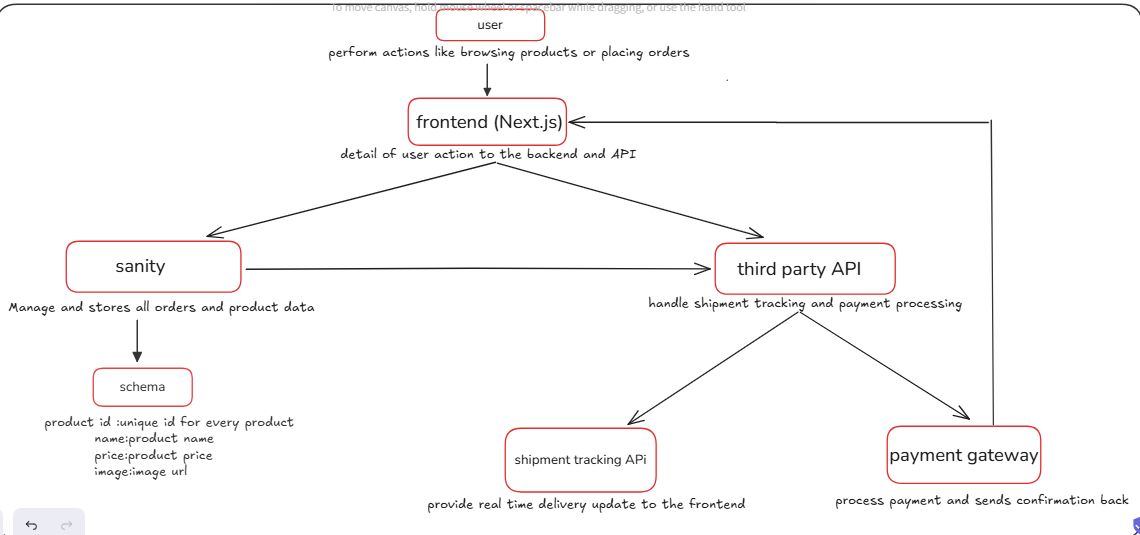 To move canvas, hold mouse wheel or spacebar while dragging, or use the hand tool
user
perform actions like browsing products or placing orders
frontend (Next.js)
detail of user action to the backend and API
sanity
third party API
Manage and stores all orders and product data
handle shipment tracking and payment processing
schema
product id :unique id for every product
name:product name
price:product price
image:image url
shipment tracking APi
payment gateway
provide real time delivery update to the frontend
process payment and sends confirmation back